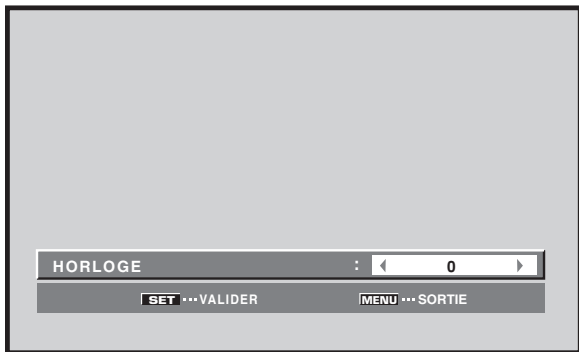 HORLOGE : 0
SET ··· VALIDER MENU ··· SORTIE